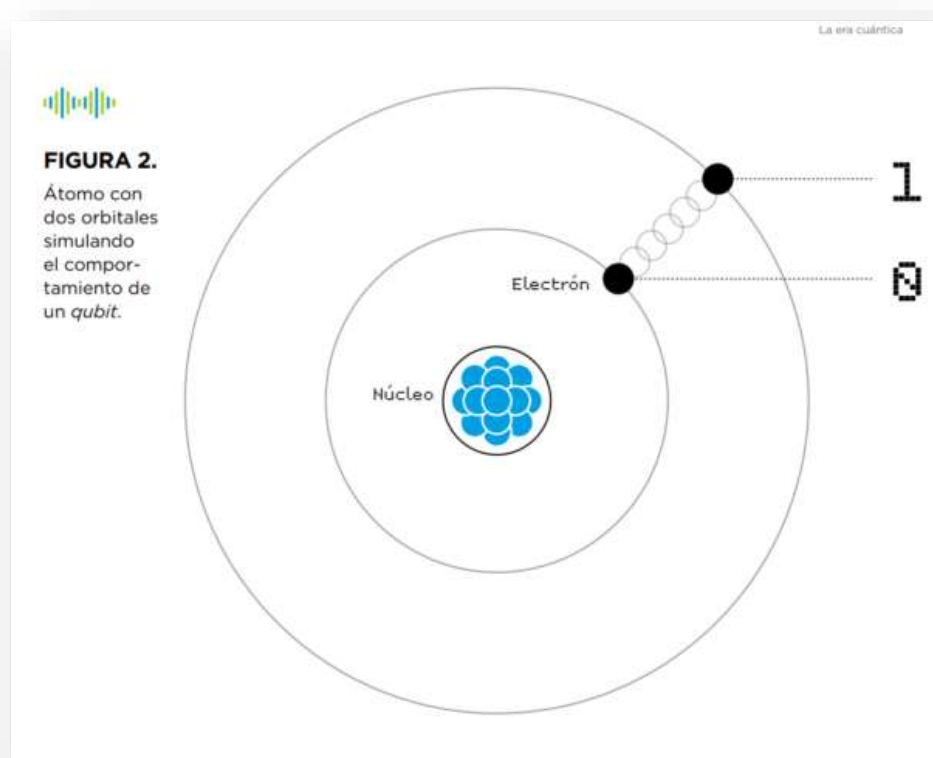 La era cuántica
FIGURA 2.
Átomo con
dos orbitales
simulando
el compor-
tamiento de
un qubit.
1
Electrón
0
Núcleo